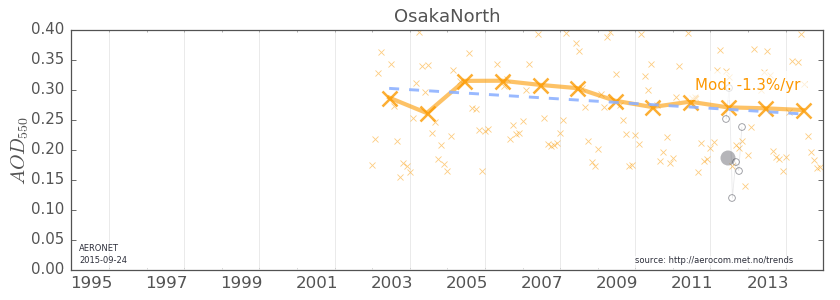 OsakaNorth
0.40
0.35
0.30
0.25
0.20
0.15
0.10
0.05
0.00
AOD550
Mod: -1.3%/yr
AERONET
2015-09-24
source: http://aerocom.met.no/trends
1995 1997 1999 2001 2003 2005 2007 2009 2011 2013